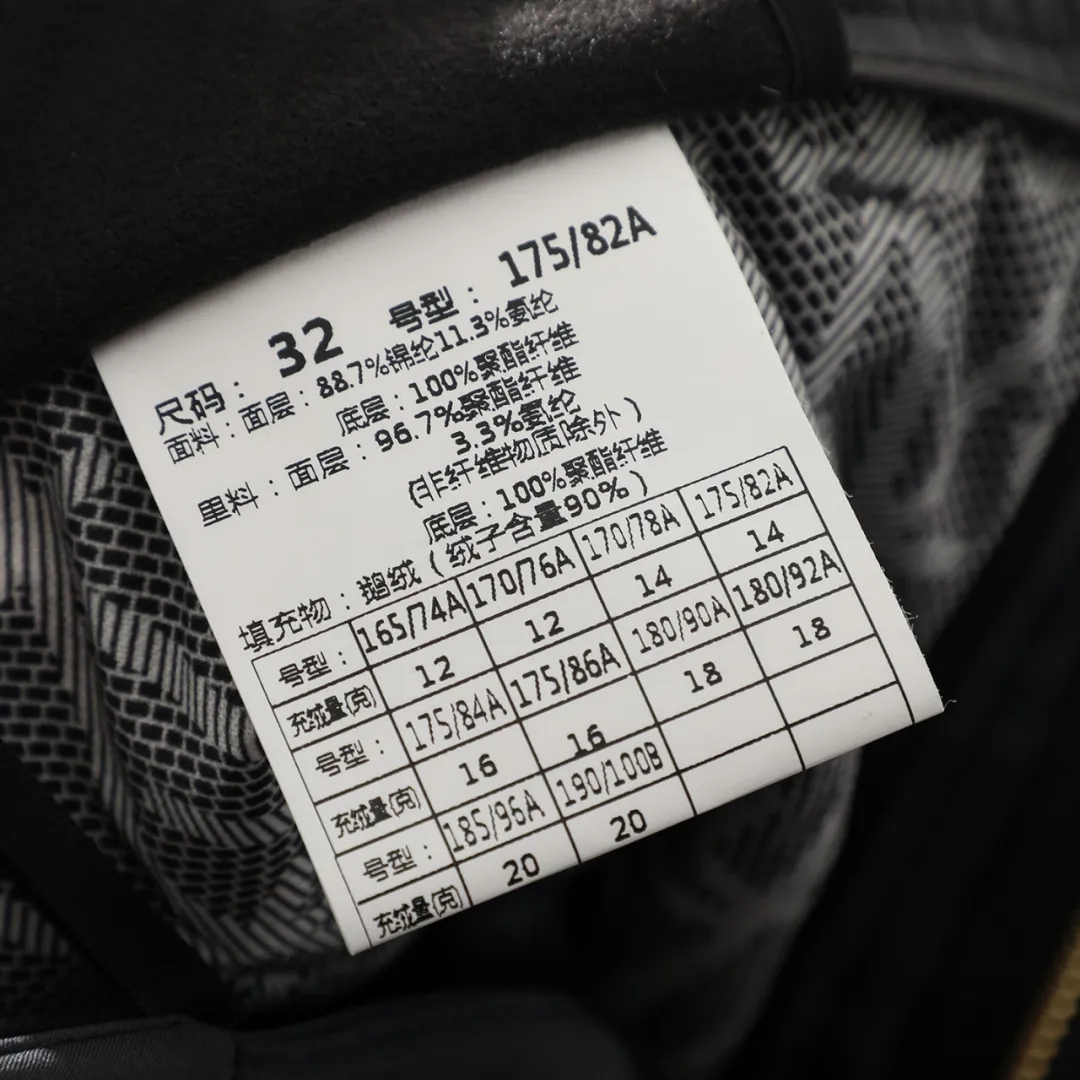 尺码： 32 号型： 175/82A
面料：面层：88.7%锦纶11.3%氨纶
底层：100%聚酯纤维
里料：面层：96.7%聚酯纤维
3.3%氨纶
(非纤维物质除外)
底层：100%聚酯纤维
填充物：鹅绒(绒子含量90%)
号型： 165/74A 170/76A 170/78A 175/82A
充绒量(克) 12 12 14 14
号型： 175/84A 175/86A 180/90A 180/92A
充绒量(克) 16 16 18 18
号型： 185/96A 190/100B
充绒量(克) 20 20